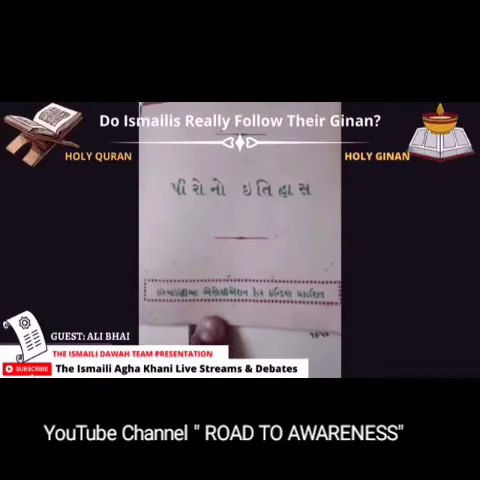 Do Ismailis Really Follow Their Ginan?
HOLY QURAN
HOLY GINAN
પીરોનો ઇતિહાસ
GUEST: ALI BHAI
THE ISMAILI DAWAH TEAM PRESENTATION
SUBSCRIBE
The Ismaili Agha Khani Live Streams & Debates
YouTube Channel " ROAD TO AWARENESS"